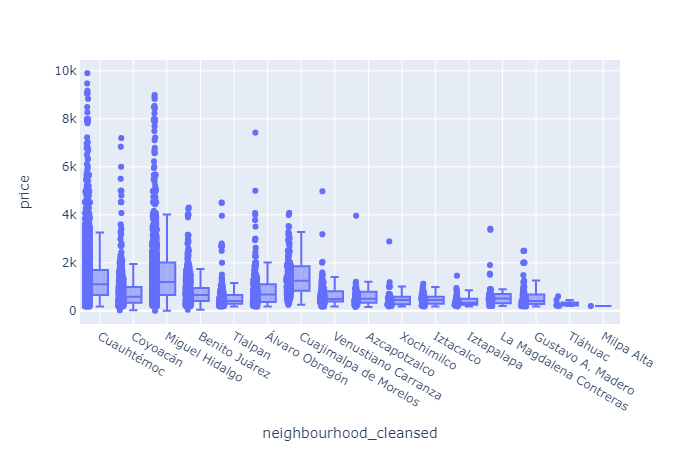 10k
8k
6k
4k
2k
0
price
Cuauhtémoc
Coyoacán
Miguel Hidalgo
Benito Juárez
Tlalpan
Álvaro Obregón
Cuajimalpa de Morelos
Venustiano Carranza
Azcapotzalco
Xochimilco
Iztacalco
Iztapalapa
La Magdalena Contreras
Gustavo A. Madero
Tláhuac
Milpa Alta
neighbourhood_cleansed